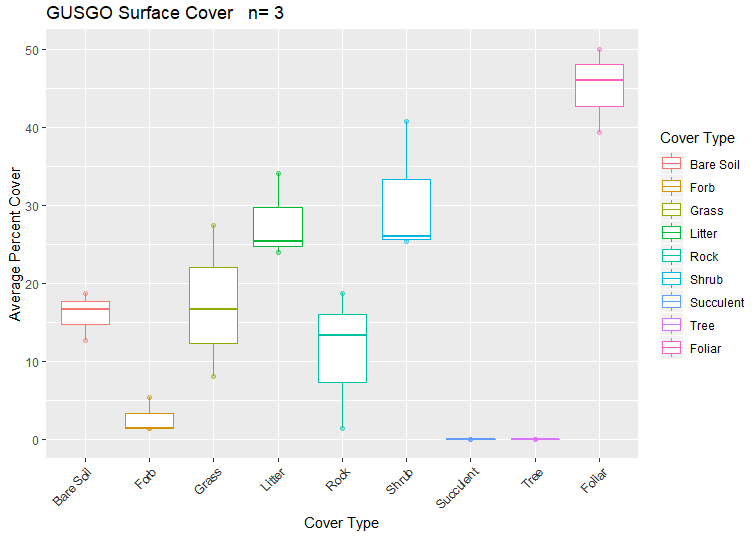 GUSGO Surface Cover   n= 3
Average Percent Cover
50
40
30
20
10
0
Bare Soil
Forb
Grass
Litter
Rock
Shrub
Succulent
Tree
Foliar
Cover Type
Cover Type
Bare Soil
Forb
Grass
Litter
Rock
Shrub
Succulent
Tree
Foliar